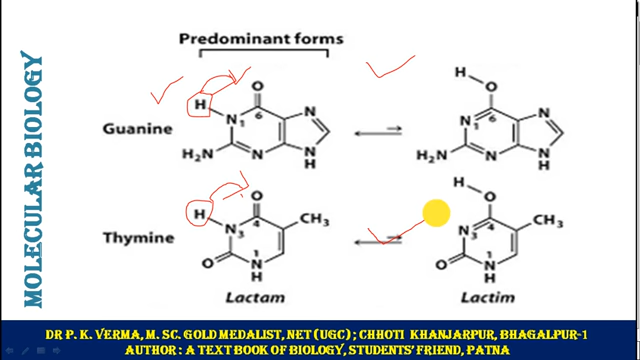 MOLECULAR BIOLOGY
Predominant forms
Guanine
H
O
N
1
6
N
H₂N
N
N
H
H
O
N
1
6
N
H₂N
N
N
H
Thymine
H
O
N
3
4
CH₃
O
1
N
H
H
O
N
3
4
CH₃
O
1
N
H
Lactam
Lactim
DR P. K. VERMA, M. SC. GOLD MEDALIST, NET (UGC) ; CHHOTI KHANJARPUR, BHAGALPUR-1
AUTHOR : A TEXT BOOK OF BIOLOGY, STUDENTS' FRIEND, PATNA